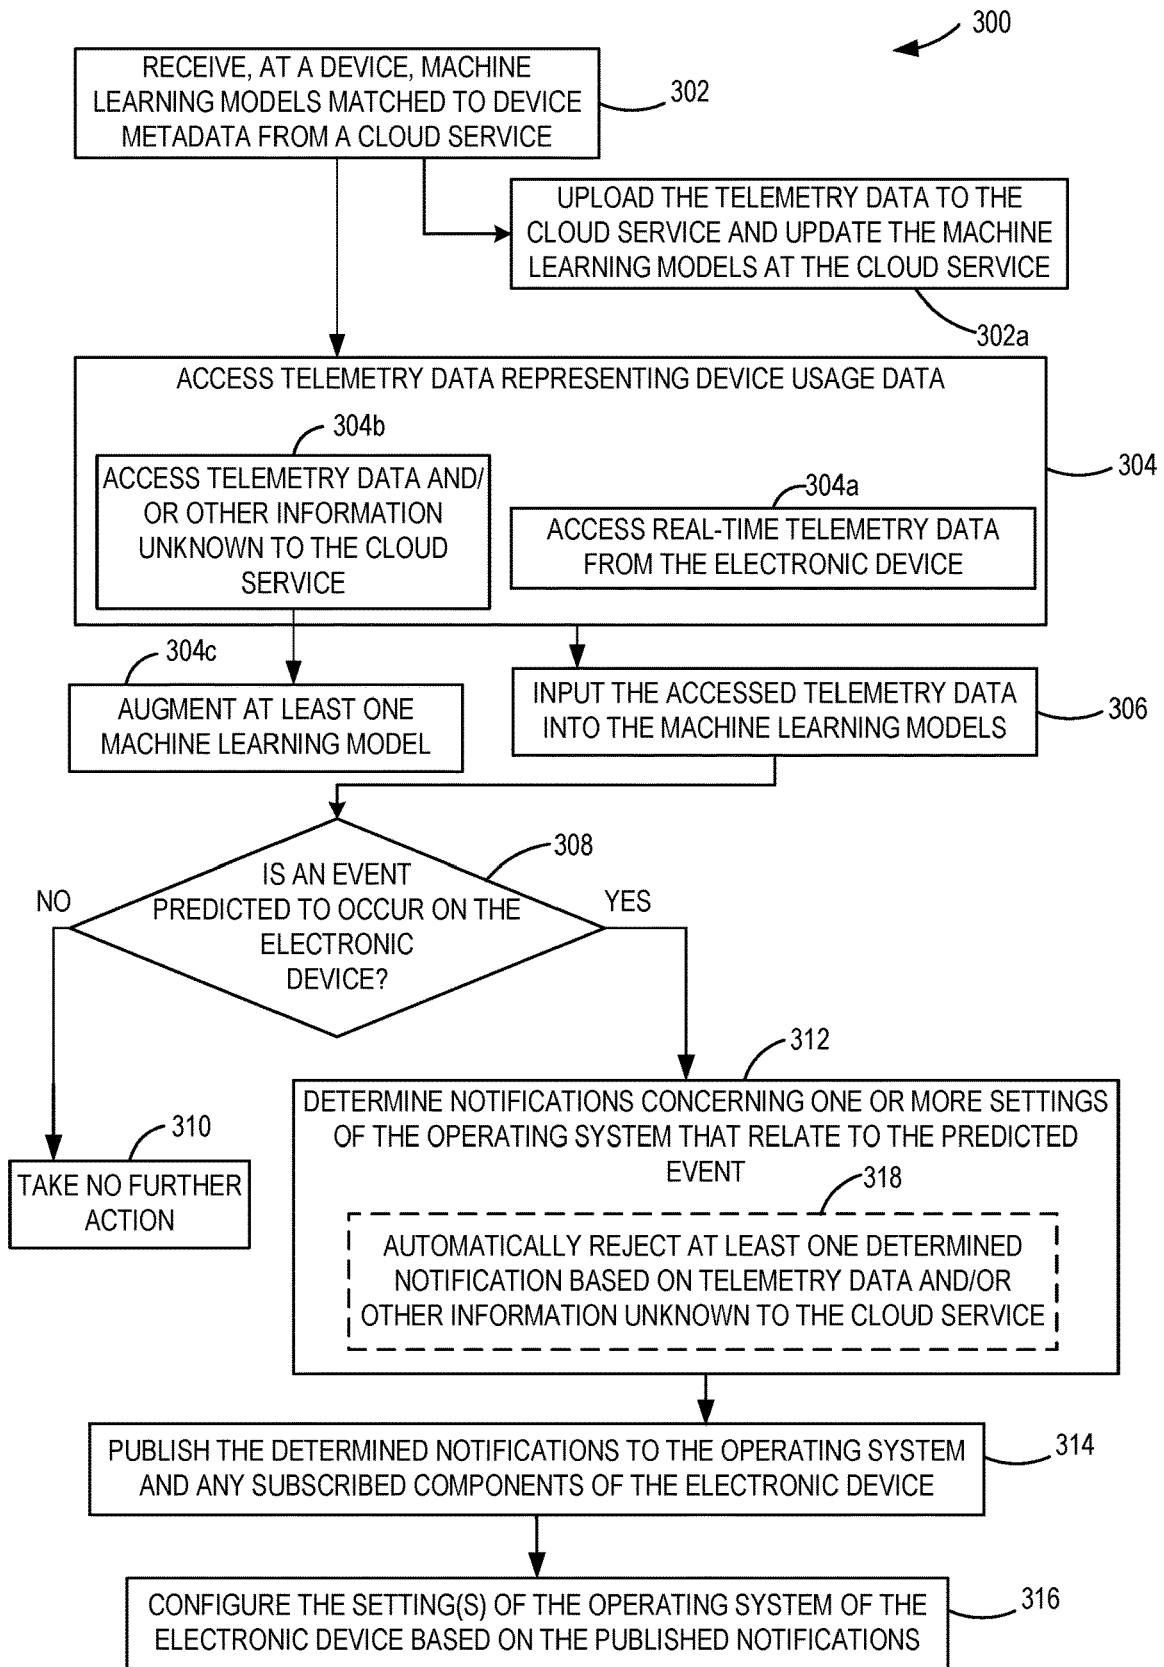 300
RECEIVE, AT A DEVICE, MACHINE
LEARNING MODELS MATCHED TO DEVICE
METADATA FROM A CLOUD SERVICE
302
UPLOAD THE TELEMETRY DATA TO THE
CLOUD SERVICE AND UPDATE THE MACHINE
LEARNING MODELS AT THE CLOUD SERVICE
302a
ACCESS TELEMETRY DATA REPRESENTING DEVICE USAGE DATA
304
304b
ACCESS TELEMETRY DATA AND/
OR OTHER INFORMATION
UNKNOWN TO THE CLOUD
SERVICE
304a
ACCESS REAL-TIME TELEMETRY DATA
FROM THE ELECTRONIC DEVICE
304c
AUGMENT AT LEAST ONE
MACHINE LEARNING MODEL
INPUT THE ACCESSED TELEMETRY DATA
INTO THE MACHINE LEARNING MODELS
306
308
IS AN EVENT
PREDICTED TO OCCUR ON THE
ELECTRONIC
DEVICE?
NO
YES
310
TAKE NO FURTHER
ACTION
312
DETERMINE NOTIFICATIONS CONCERNING ONE OR MORE SETTINGS
OF THE OPERATING SYSTEM THAT RELATE TO THE PREDICTED
EVENT
318
AUTOMATICALLY REJECT AT LEAST ONE DETERMINED
NOTIFICATION BASED ON TELEMETRY DATA AND/OR
OTHER INFORMATION UNKNOWN TO THE CLOUD SERVICE
PUBLISH THE DETERMINED NOTIFICATIONS TO THE OPERATING SYSTEM
AND ANY SUBSCRIBED COMPONENTS OF THE ELECTRONIC DEVICE
314
CONFIGURE THE SETTING(S) OF THE OPERATING SYSTEM OF THE
ELECTRONIC DEVICE BASED ON THE PUBLISHED NOTIFICATIONS
316